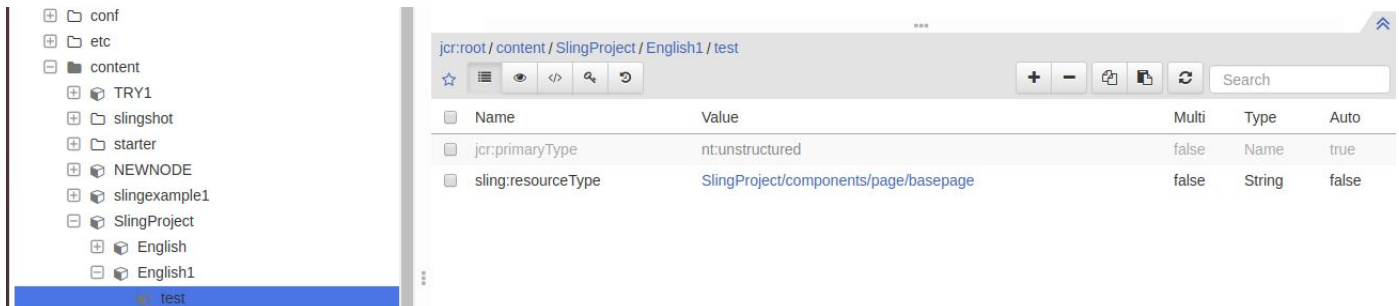 conf
etc
content
TRY1
slingshot
starter
NEWNODE
slingexample1
SlingProject
English
English1
test
jcr:root / content / SlingProject / English1 / test
Search
Name Value Multi Type Auto
jcr:primaryType nt:unstructured false Name true
sling:resourceType SlingProject/components/page/basepage false String false